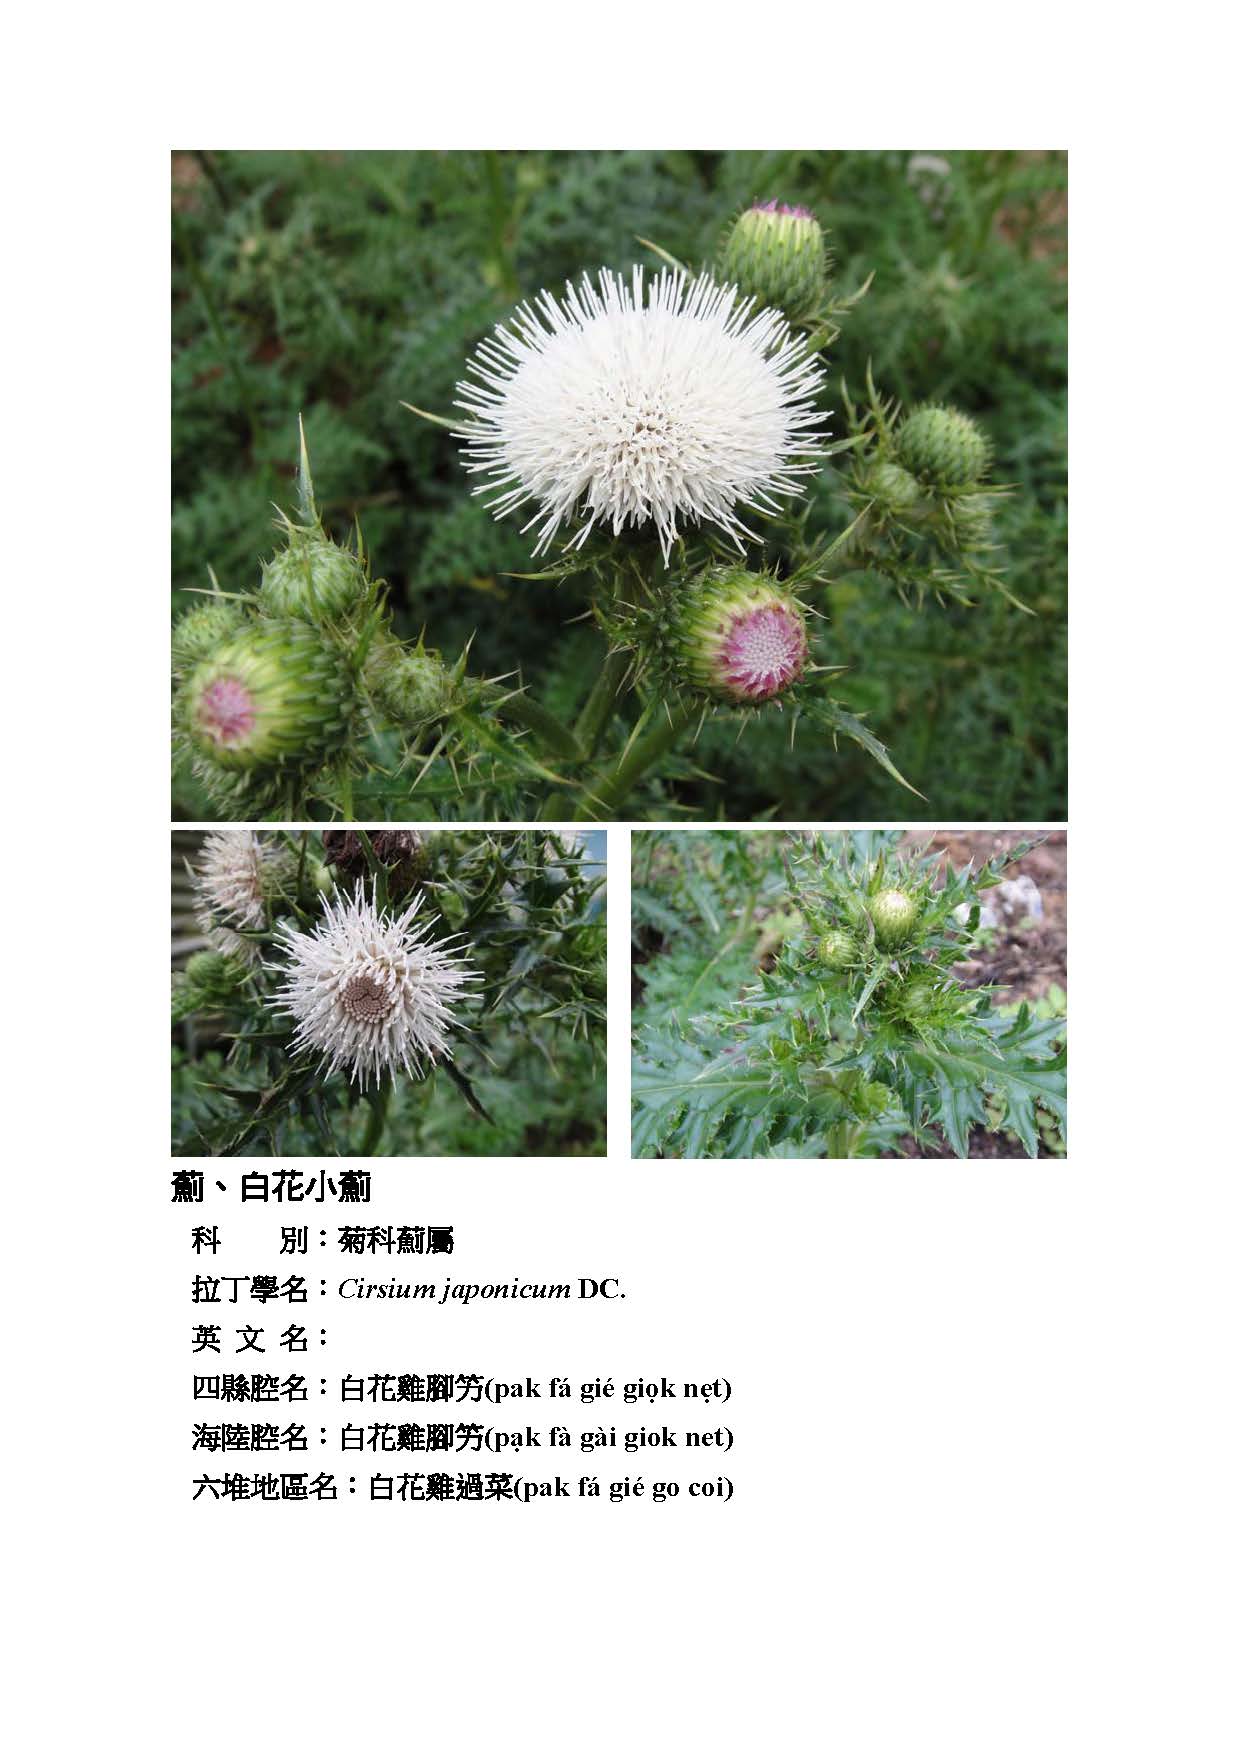 薊、白花小薊
科　　別：菊科薊屬
拉丁學名：Cirsium japonicum DC.
英 文 名：
四縣腔名：白花雞腳竻(pak fá gié giọk nẹt)
海陸腔名：白花雞腳竻(pạk fà gài giok net)
六堆地區名：白花雞過菜(pak fá gié go coi)